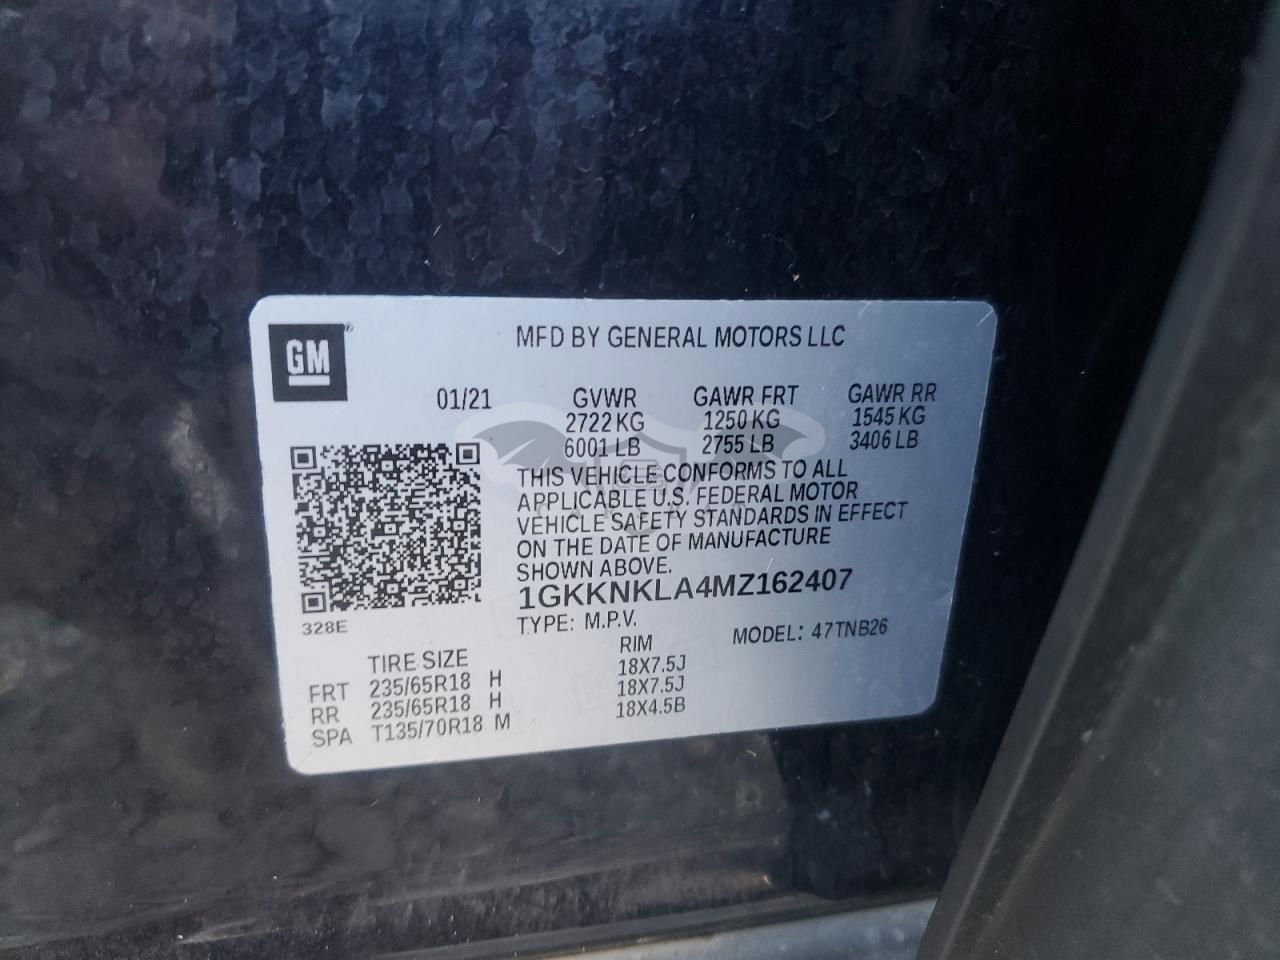 GM
MFD BY GENERAL MOTORS LLC
01/21 GVWR GAWR FRT GAWR RR
2722 KG 1250 KG 1545 KG
6001 LB 2755 LB 3406 LB
THIS VEHICLE CONFORMS TO ALL
APPLICABLE U.S. FEDERAL MOTOR
VEHICLE SAFETY STANDARDS IN EFFECT
ON THE DATE OF MANUFACTURE
SHOWN ABOVE.
1GKKNKLA4MZ162407
328E
TYPE: M.P.V. MODEL: 47TNB26
TIRE SIZE RIM
FRT 235/65R18 H 18X7.5J
RR 235/65R18 H 18X7.5J
SPA T135/70R18 M 18X4.5B